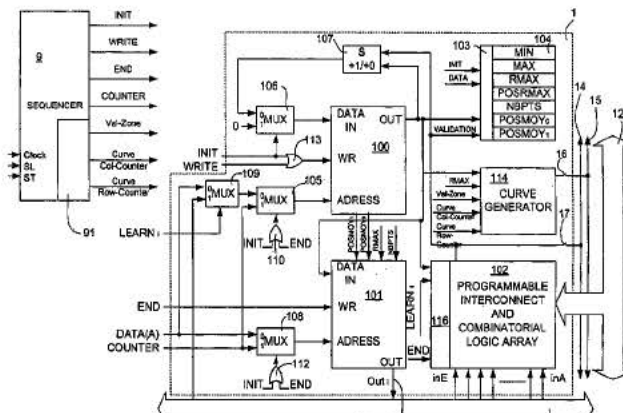 INIT
WRITE
END
COUNTER
Val-Zone
Curve
Col-Counter
Curve
Row-Counter
9
SEQUENCER
Clock
SL
ST
91
1
107
S
+1/+0
103
104
INIT
DATA
VALIDATION
MIN
MAX
RMAX
POSRMAX
NBPTS
POSMOY₀
POSMOY₁
14
15
12
106
0
MUX
DATA
IN
OUT
100
WR
ADRESS
INIT
WRITE
113
109
MUX
105
MUX
LEARN
INIT
END
110
POSMOY
POSMOY
RMAX
NBPTS
RMAX
Val-Zone
Curve
Col-Counter
Curve
Row-
Counter
114
CURVE
GENERATOR
16
17
DATA
IN
101
WR
ADRESS
OUT
END
DATA(A)
COUNTER
108
MUX
INIT
END
112
LEARN
END
116
102
PROGRAMMABLE
INTERCONNECT
AND
COMBINATORIAL
LOGIC ARRAY
Out
inE
inA